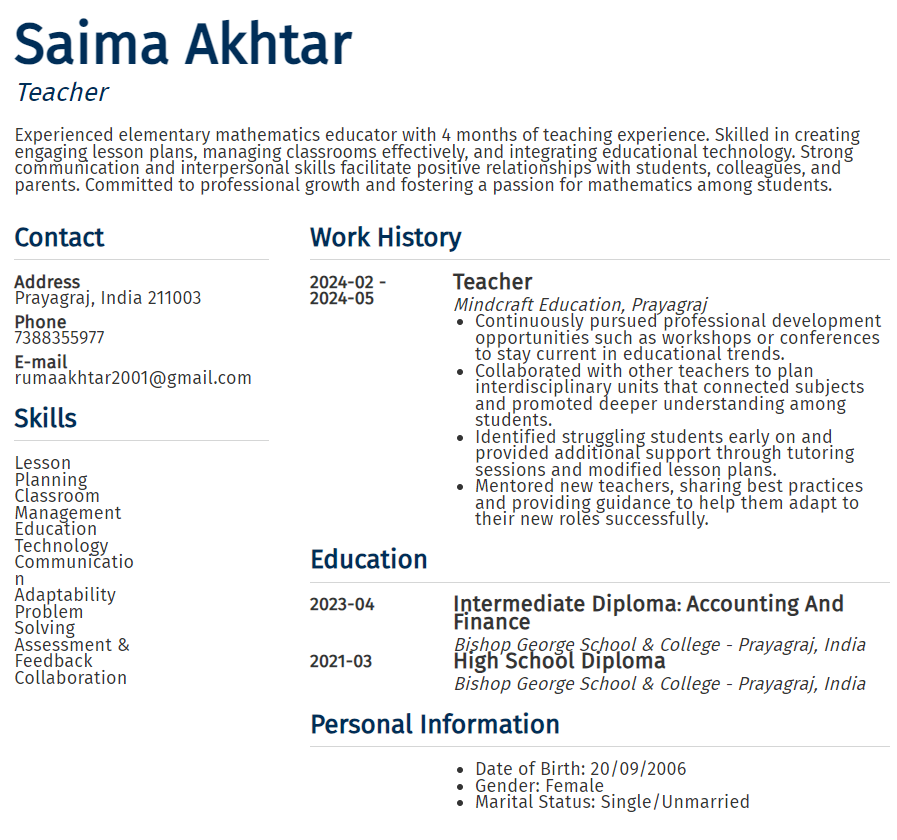 Saima Akhtar
Teacher
Experienced elementary mathematics educator with 4 months of teaching experience. Skilled in creating
engaging lesson plans, managing classrooms effectively, and integrating educational technology. Strong
communication and interpersonal skills facilitate positive relationships with students, colleagues, and
parents. Committed to professional growth and fostering a passion for mathematics among students.
Contact
Address
Prayagraj, India 211003
Phone
7388355977
E-mail
rumaakhtar2001@gmail.com
Skills
Lesson
Planning
Classroom
Management
Education
Technology
Communicatio
n
Adaptability
Problem
Solving
Assessment &
Feedback
Collaboration
Work History
2024-02 -
2024-05
Teacher
Mindcraft Education, Prayagraj
• Continuously pursued professional development
opportunities such as workshops or conferences
to stay current in educational trends.
• Collaborated with other teachers to plan
interdisciplinary units that connected subjects
and promoted deeper understanding among
students.
• Identified struggling students early on and
provided additional support through tutoring
sessions and modified lesson plans.
• Mentored new teachers, sharing best practices
and providing guidance to help them adapt to
their new roles successfully.
Education
2023-04
Intermediate Diploma: Accounting And
Finance
Bishop George School & College - Prayagraj, India
2021-03
High School Diploma
Bishop George School & College - Prayagraj, India
Personal Information
• Date of Birth: 20/09/2006
• Gender: Female
• Marital Status: Single/Unmarried